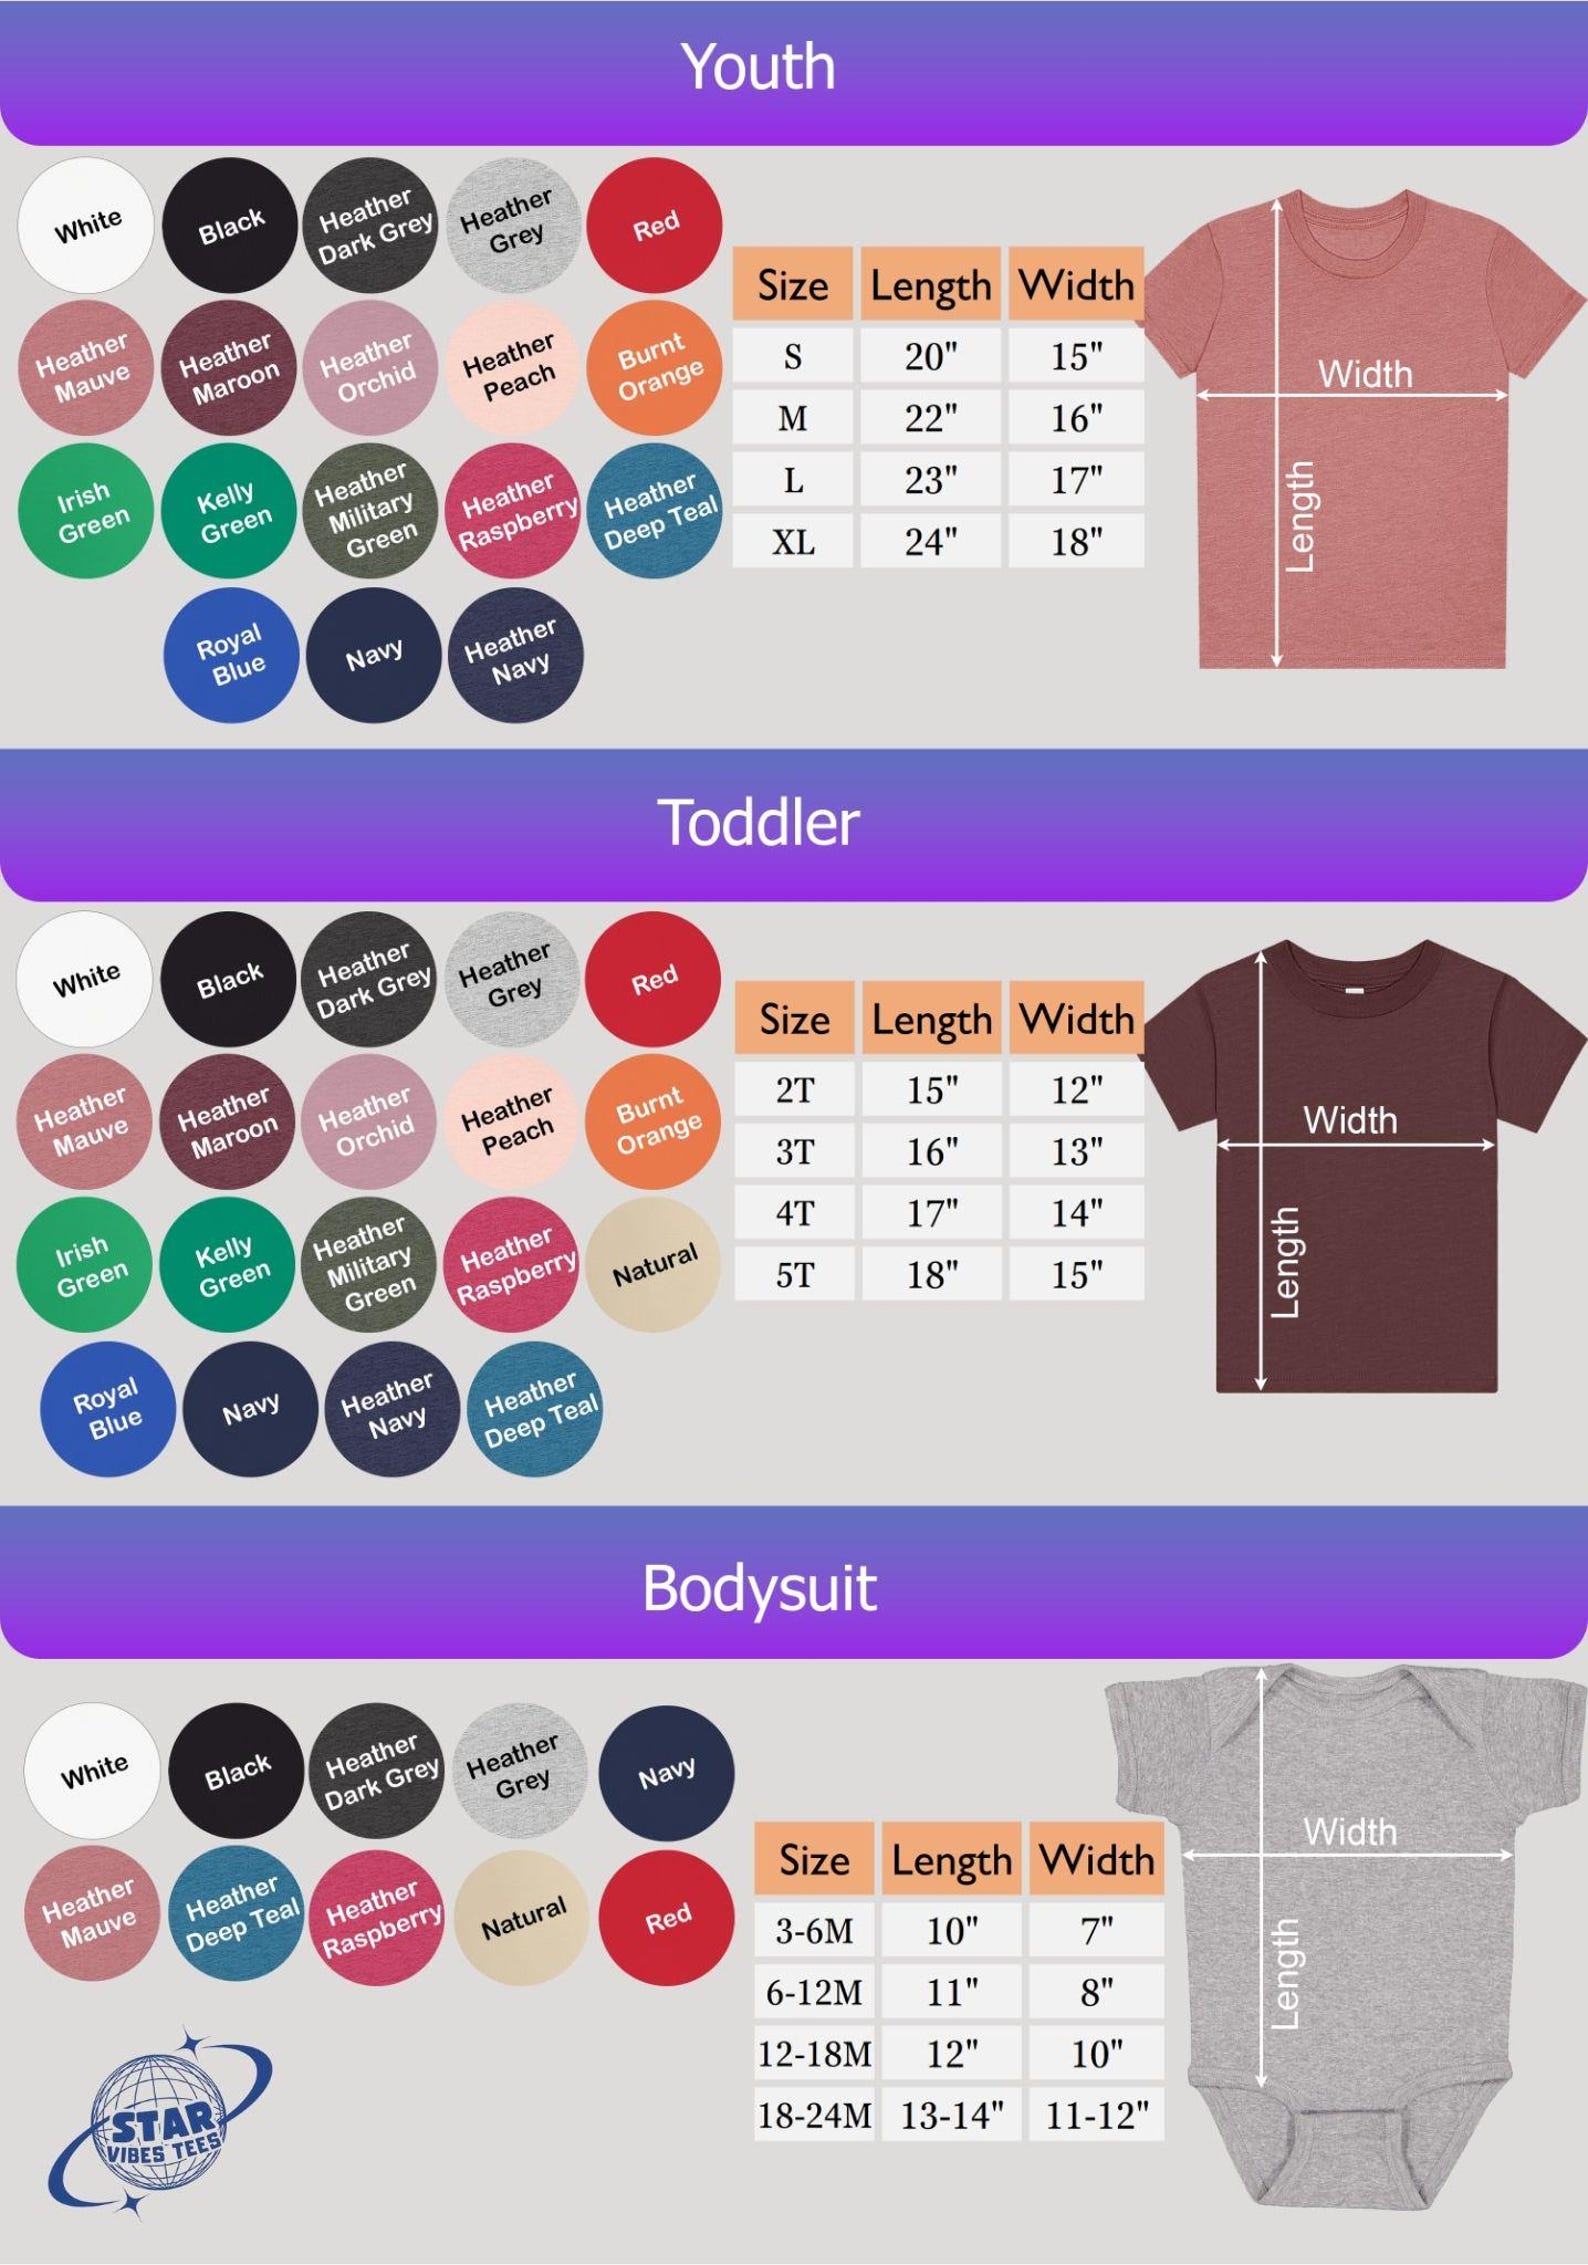 Youth
White
Black
Heather
Dark Grey
Heather
Grey
Red
Heather
Mauve
Heather
Maroon
Heather
Orchid
Heather
Peach
Burnt
Orange
Irish
Green
Kelly
Green
Heather
Military
Green
Heather
Raspberry
Heather
Deep Teal
Royal
Blue
Navy
Heather
Navy
Size Length Width
S 20" 15"
M 22" 16"
L 23" 17"
XL 24" 18"
Width
Length
Toddler
White
Black
Heather
Dark Grey
Heather
Grey
Red
Heather
Mauve
Heather
Maroon
Heather
Orchid
Heather
Peach
Burnt
Orange
Irish
Green
Kelly
Green
Heather
Military
Green
Heather
Raspberry
Natural
Royal
Blue
Navy
Heather
Navy
Heather
Deep Teal
Size Length Width
2T 15" 12"
3T 16" 13"
4T 17" 14"
5T 18" 15"
Width
Length
Bodysuit
White
Black
Heather
Dark Grey
Heather
Grey
Navy
Heather
Mauve
Heather
Deep Teal
Heather
Raspberry
Natural
Red
Size Length Width
3-6M 10" 7"
6-12M 11" 8"
12-18M 12" 10"
18-24M 13-14" 11-12"
Width
Length
STAR
VIBES TEES